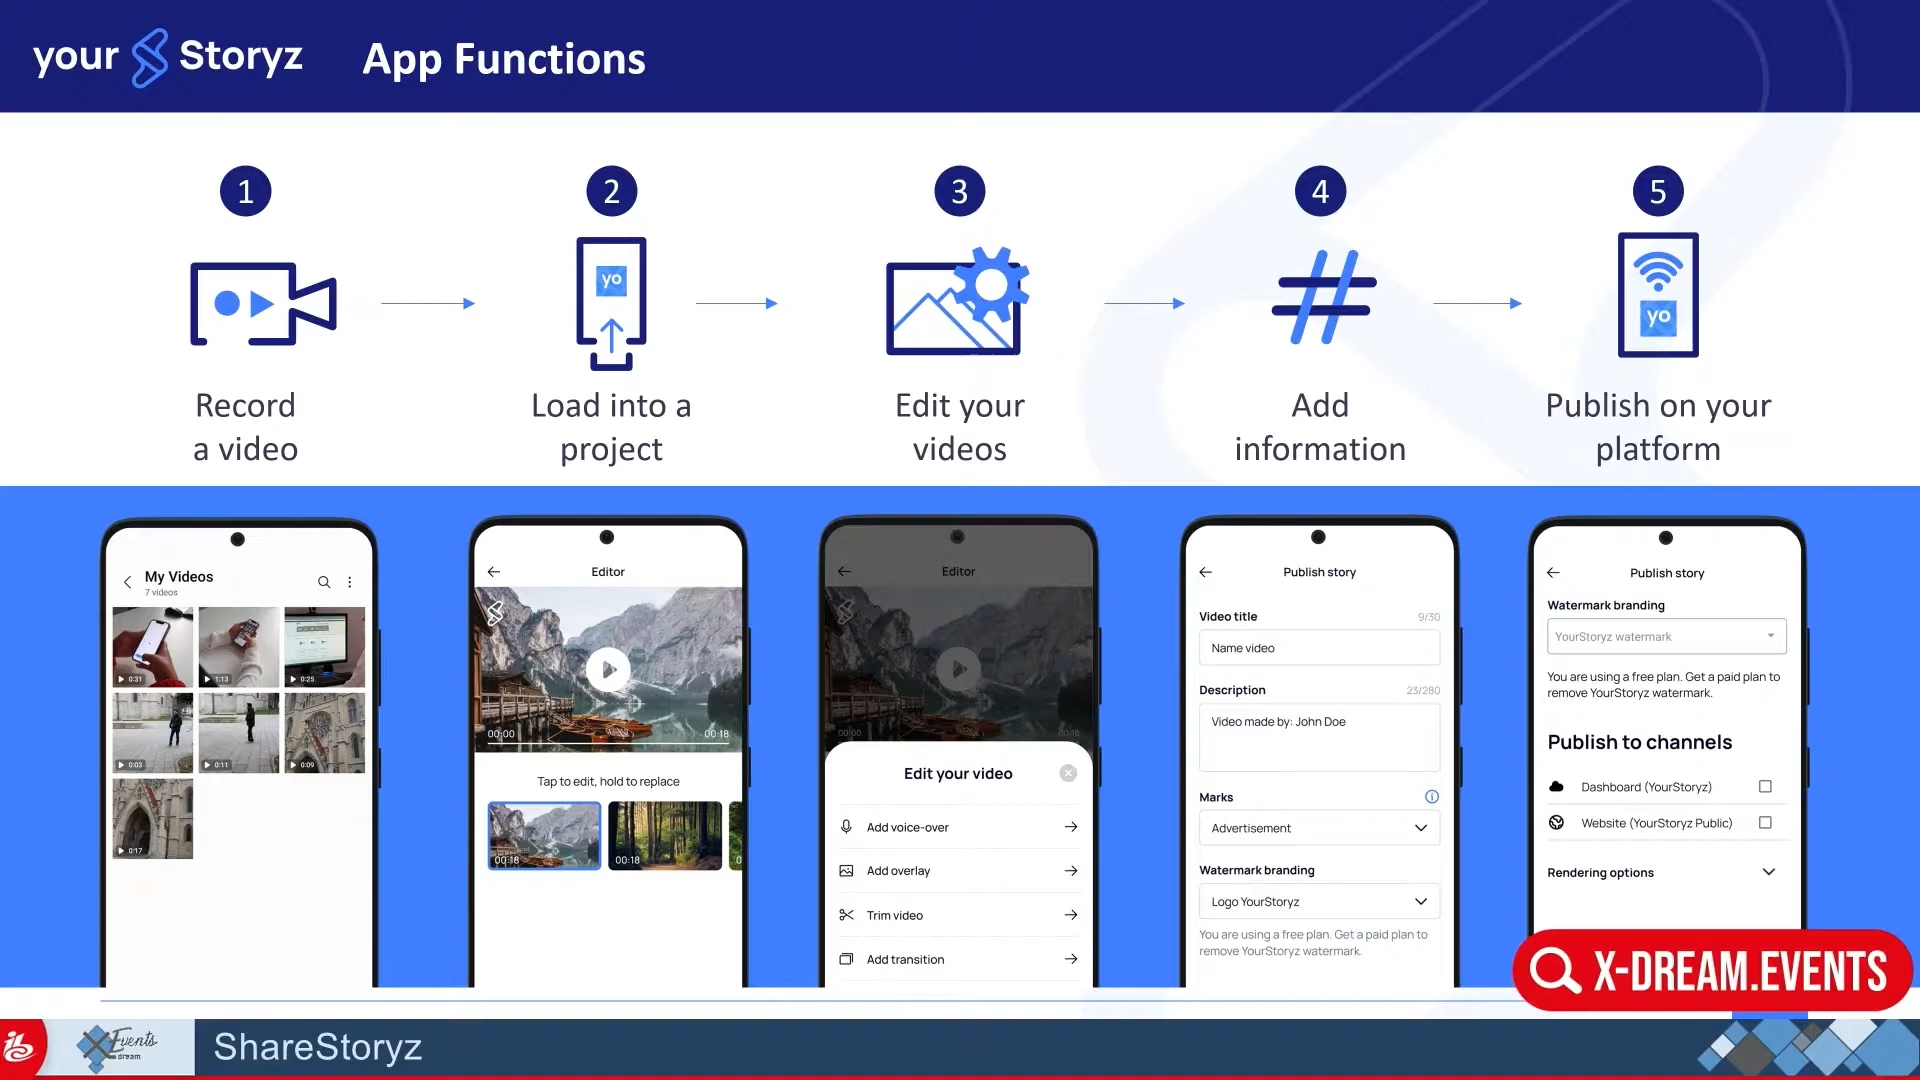 your Storyz
App Functions
1
2
3
4
5
yo
yo
Record
a video
Load into a
project
Edit your
videos
Add
information
Publish on your
platform
My Videos
7 videos
0:31
1:13
0:25
0:03
0:11
0:09
0:17
Editor
00:00
00:18
Tap to edit, hold to replace
00:18
00:18
0
Editor
00:00
00:18
Edit your video
Add voice-over
Add overlay
Trim video
Add transition
Publish story
Video title
9/30
Name video
Description
23/280
Video made by: John Doe
Marks
Advertisement
Watermark branding
Logo YourStoryz
You are using a free plan. Get a paid plan to
remove YourStoryz watermark.
Publish story
Watermark branding
YourStoryz watermark
You are using a free plan. Get a paid plan to
remove YourStoryz watermark.
Publish to channels
Dashboard (YourStoryz)
Website (YourStoryz Public)
Rendering options
X-DREAM.EVENTS
Events
dream
ShareStoryz